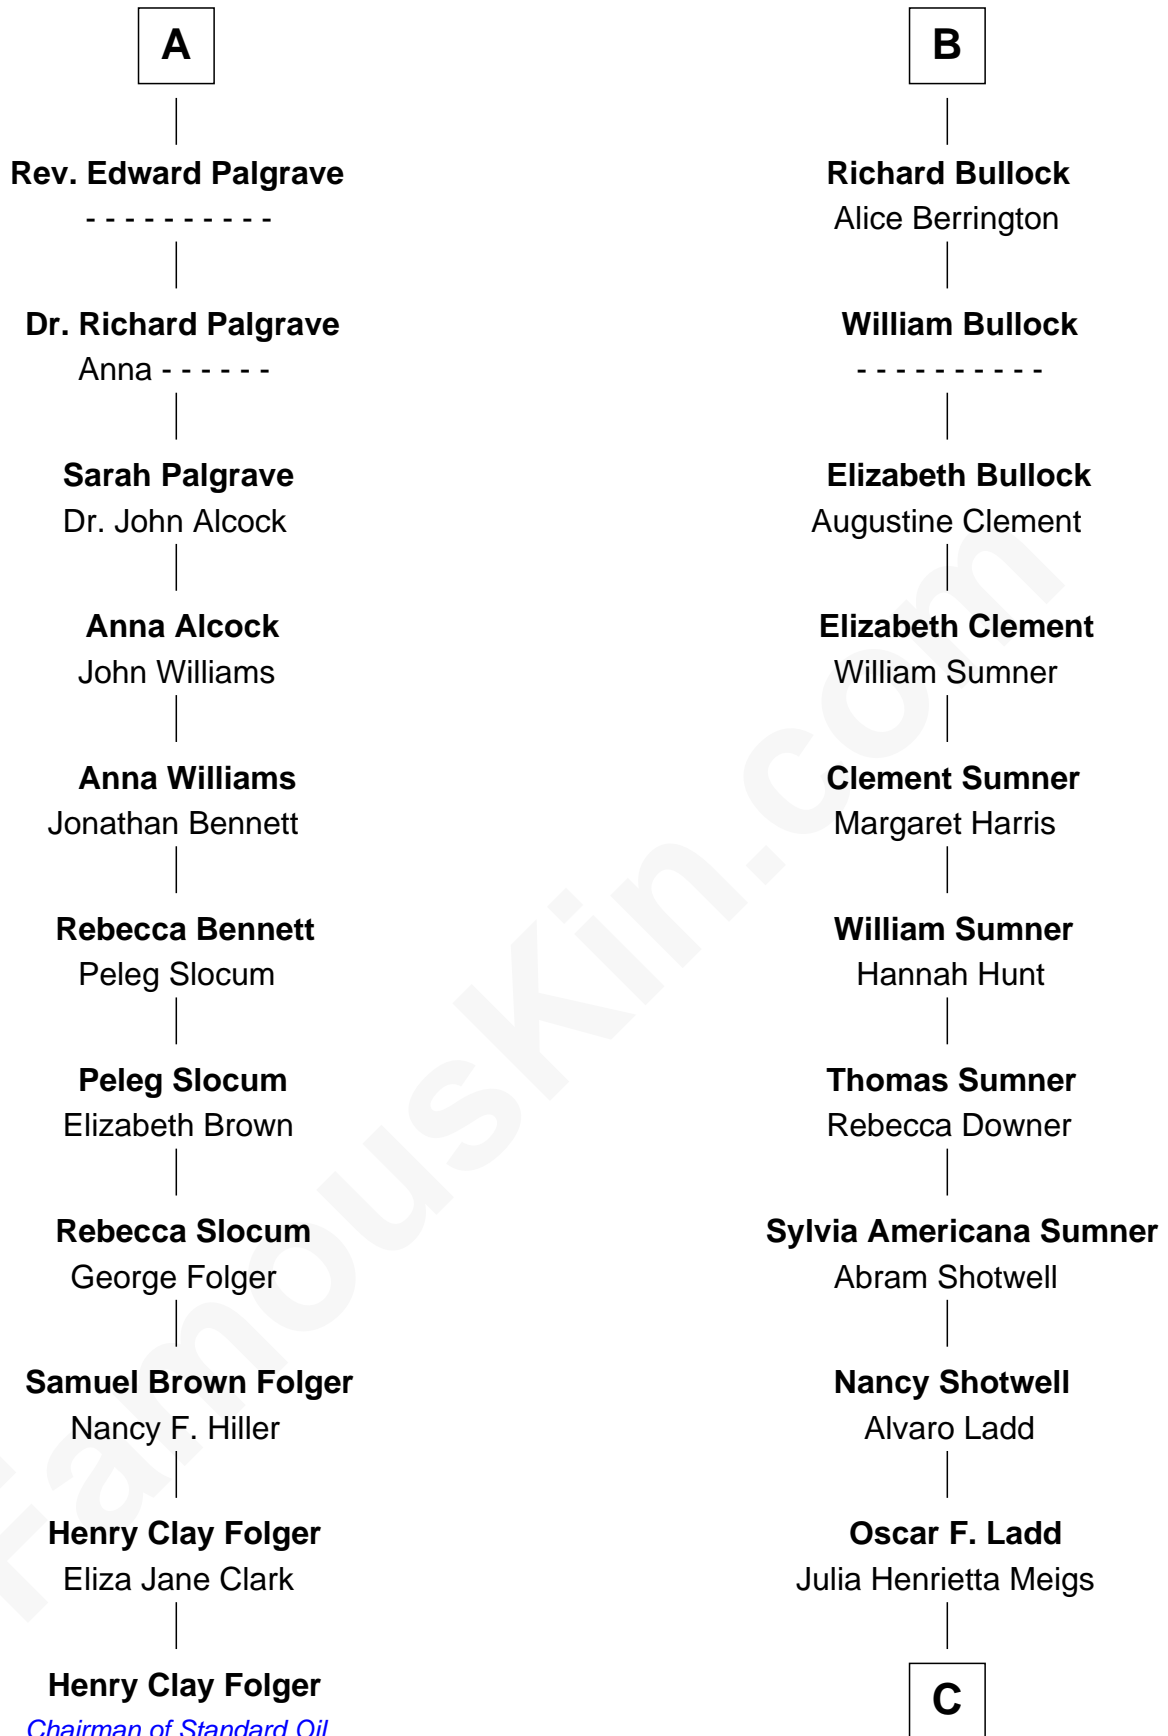 A
Rev. Edward Palgrave
- - - - - - - - - -
Dr. Richard Palgrave
Anna - - - - - -
Sarah Palgrave
Dr. John Alcock
Anna Alcock
John Williams
Anna Williams
Jonathan Bennett
Rebecca Bennett
Peleg Slocum
Peleg Slocum
Elizabeth Brown
Rebecca Slocum
George Folger
Samuel Brown Folger
Nancy F. Hiller
Henry Clay Folger
Eliza Jane Clark
Henry Clay Folger
Chairman of Standard Oil
B
Richard Bullock
Alice Berrington
William Bullock
- - - - - - - - - -
Elizabeth Bullock
Augustine Clement
Elizabeth Clement
William Sumner
Clement Sumner
Margaret Harris
William Sumner
Hannah Hunt
Thomas Sumner
Rebecca Downer
Sylvia Americana Sumner
Abram Shotwell
Nancy Shotwell
Alvaro Ladd
Oscar F. Ladd
Julia Henrietta Meigs
C
FamousKin.com